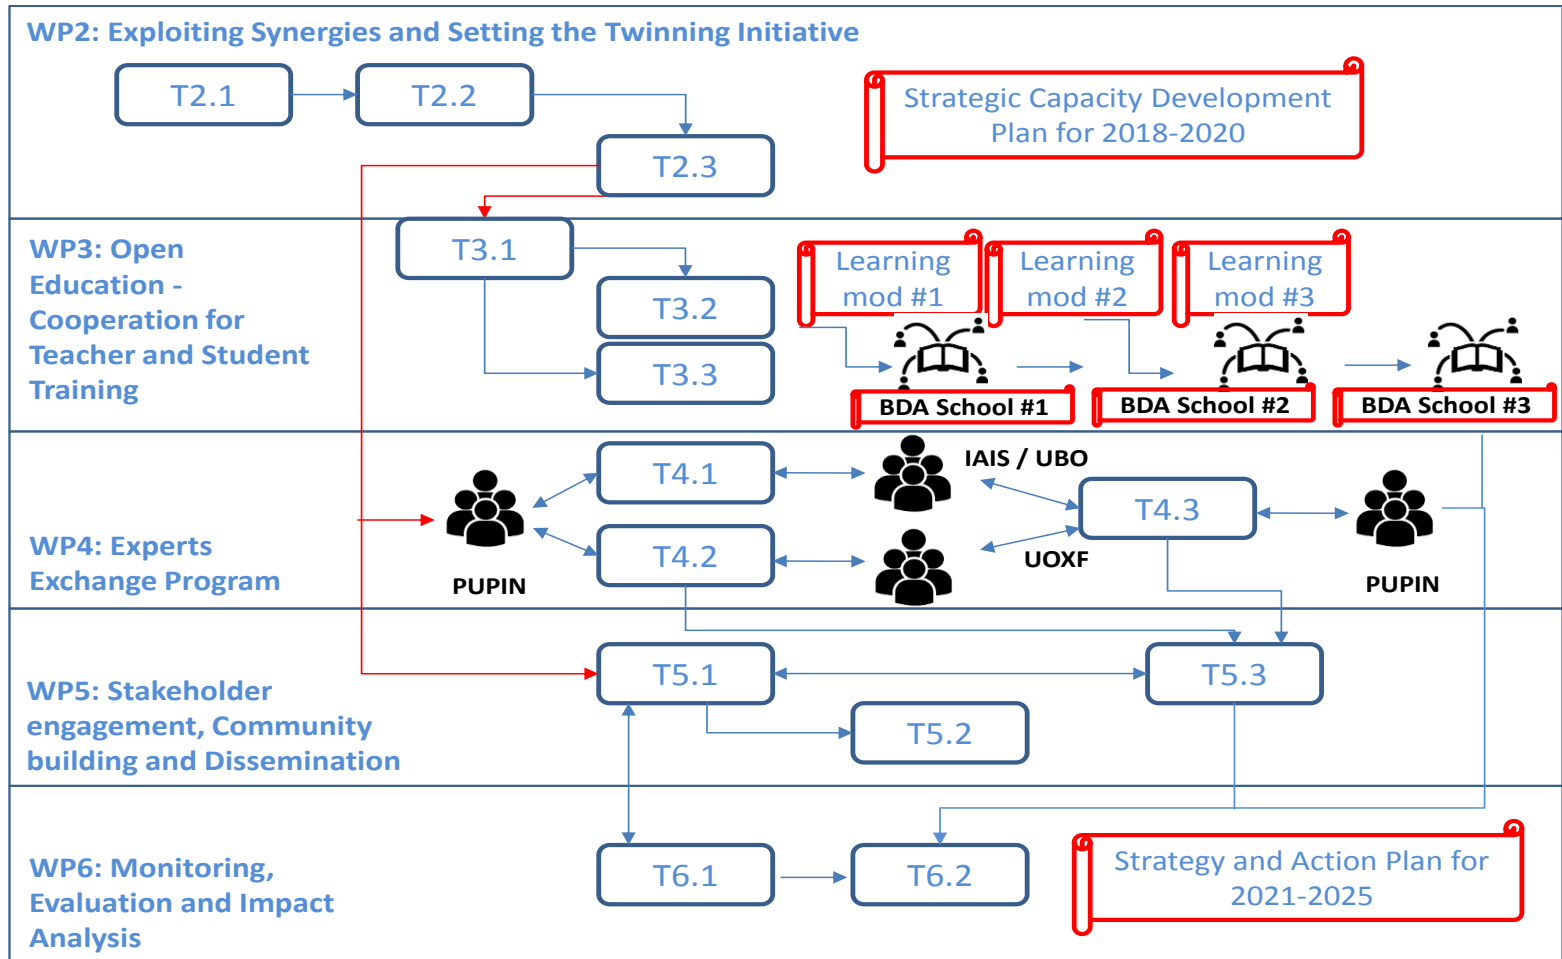 WP2: Exploiting Synergies and Setting the Twinning Initiative
T2.1
T2.2
T2.3
Strategic Capacity Development
Plan for 2018-2020
WP3: Open
Education -
Cooperation for
Teacher and Student
Training
T3.1
T3.2
T3.3
Learning
mod #1
Learning
mod #2
Learning
mod #3
BDA School #1
BDA School #2
BDA School #3
WP4: Experts
Exchange Program
PUPIN
T4.1
T4.2
IAIS / UBO
UOXF
T4.3
PUPIN
WP5: Stakeholder
engagement, Community
building and Dissemination
T5.1
T5.2
T5.3
WP6: Monitoring,
Evaluation and Impact
Analysis
T6.1
T6.2
Strategy and Action Plan for
2021-2025